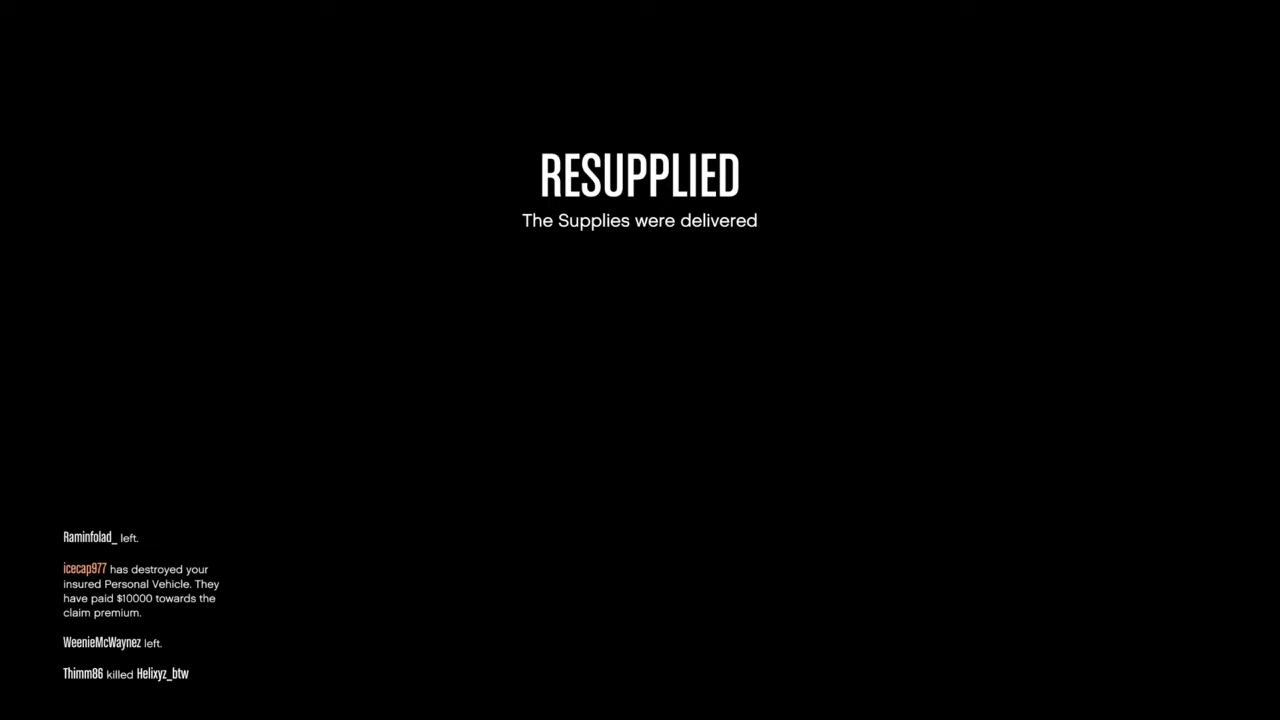 RESUPPLIED
The Supplies were delivered
Raminfolad_ left.
icecap977 has destroyed your
insured Personal Vehicle. They
have paid $10000 towards the
claim premium.
WeenieMcWaynez left.
Thimm86 killed Helixyz_btw